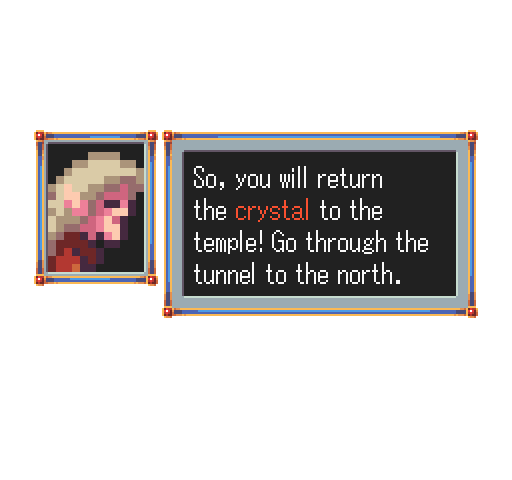 So, you will return
the crystal to the
temple! Go through the
tunnel to the north.